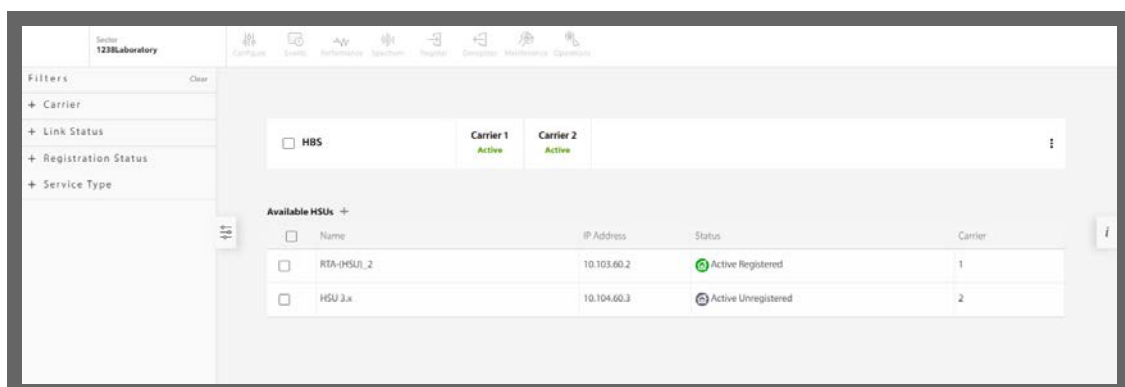 Sector
1238Laboratory
Configure Events Performance Spectrum Register Deregister Maintenance Operations
Filters Clear
+ Carrier
+ Link Status
+ Registration Status
+ Service Type
HBS
Carrier 1
Active
Carrier 2
Active
Available HSUs +
Name IP Address Status Carrier
RTA-(HSU)_2 10.103.60.2 Active Registered 1
HSU 3.x 10.104.60.3 Active Unregistered 2
i